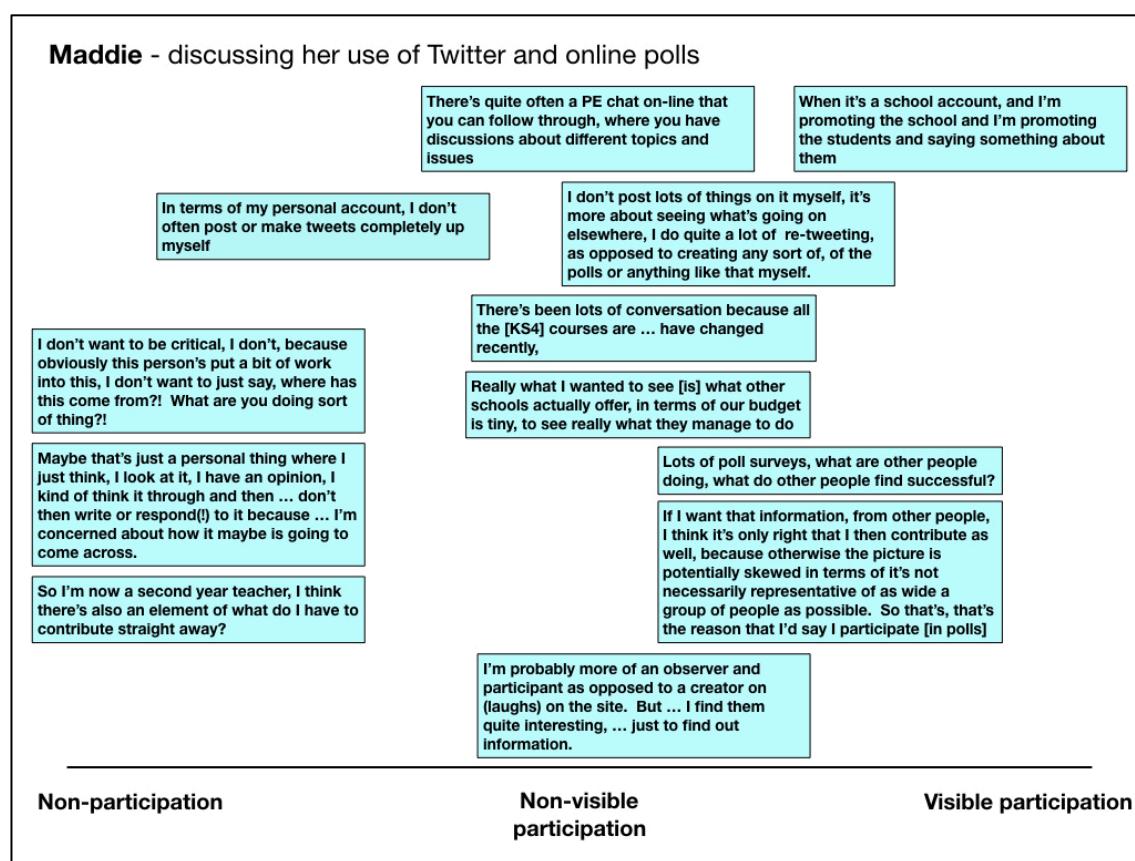 Maddie - discussing her use of Twitter and online polls
There's quite often a PE chat on-line that
you can follow through, where you have
discussions about different topics and
issues
When it's a school account, and I'm
promoting the school and I'm promoting
the students and saying something about
them
In terms of my personal account, I don't
often post or make tweets completely up
myself
I don't post lots of things on it myself, it's
more about seeing what's going on
elsewhere, I do quite a lot of re-tweeting,
as opposed to creating any sort of, of the
polls or anything like that myself.
There's been lots of conversation because all
the [KS4] courses are … have changed
recently,
I don't want to be critical, I don't, because
obviously this person's put a bit of work
into this, I don't want to just say, where has
this come from?! What are you doing sort
of thing?!
Really what I wanted to see [is] what other
schools actually offer, in terms of our budget
is tiny, to see really what they manage to do
Maybe that's just a personal thing where I
just think, I look at it, I have an opinion, I
kind of think it through and then … don't
then write or respond(!) to it because … I'm
concerned about how it maybe is going to
come across.
Lots of poll surveys, what are other people
doing, what do other people find successful?
If I want that information, from other people,
I think it's only right that I then contribute as
well, because otherwise the picture is
potentially skewed in terms of it's not
necessarily representative of as wide a
group of people as possible. So that's, that's
the reason that I'd say I participate [in polls]
So I'm now a second year teacher, I think
there's also an element of what do I have to
contribute straight away?
I'm probably more of an observer and
participant as opposed to a creator on
(laughs) on the site. But … I find them
quite interesting, … just to find out
information.
Non-participation
Non-visible
participation
Visible participation